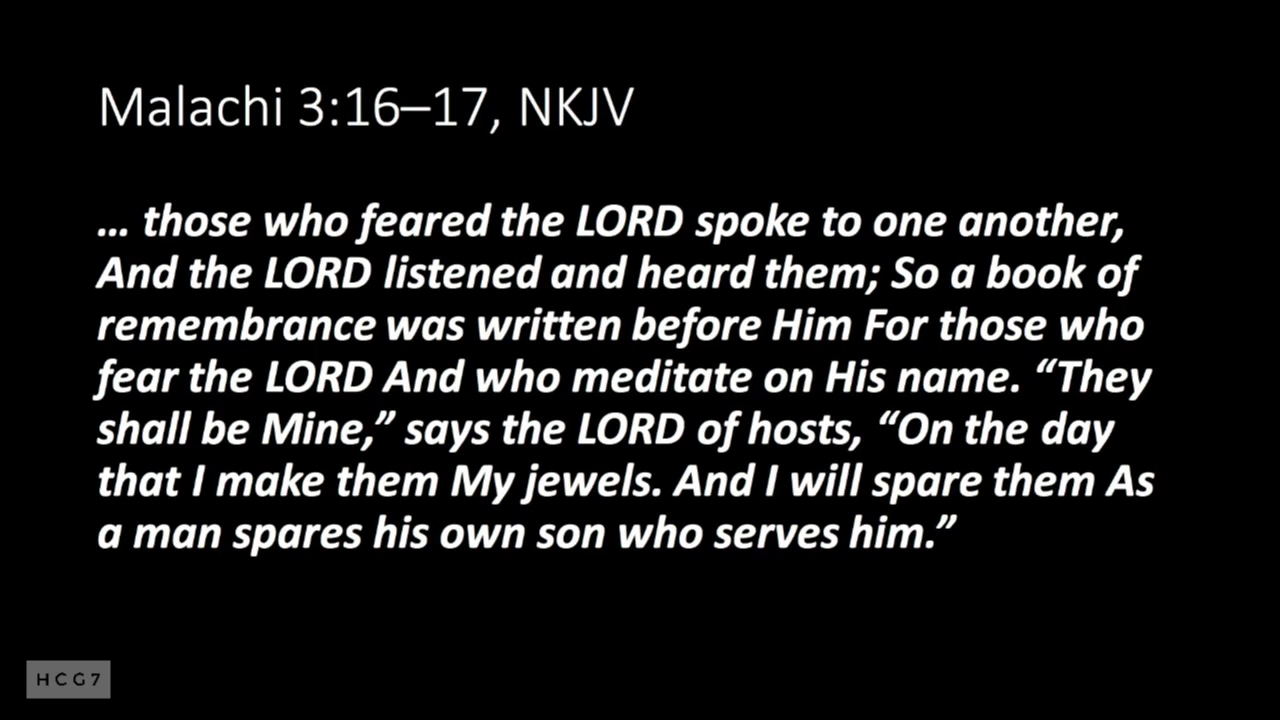 Malachi 3:16–17, NKJV
… those who feared the LORD spoke to one another,
And the LORD listened and heard them; So a book of
remembrance was written before Him For those who
fear the LORD And who meditate on His name. “They
shall be Mine,” says the LORD of hosts, “On the day
that I make them My jewels. And I will spare them As
a man spares his own son who serves him.”
HCG7